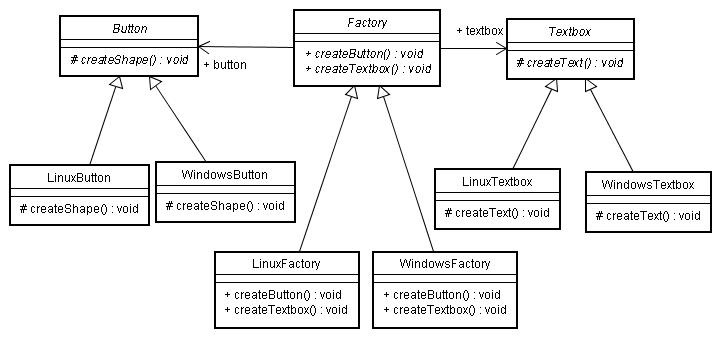 Button
# createShape() : void
Factory
+ createButton() : void
+ createTextbox() : void
Textbox
# createText() : void
+ button
+ textbox
LinuxButton
# createShape() : void
WindowsButton
# createShape() : void
LinuxTextbox
# createText() : void
WindowsTextbox
# createText() : void
LinuxFactory
+ createButton() : void
+ createTextbox() : void
WindowsFactory
+ createButton() : void
+ createTextbox() : void